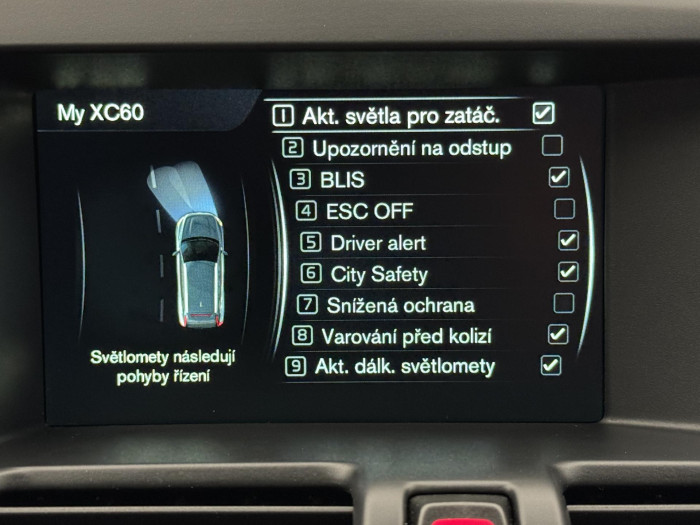 My XC60
1 Akt. světla pro zatáč.
2 Upozornění na odstup
3 BLIS
4 ESC OFF
5 Driver alert
6 City Safety
7 Snížená ochrana
8 Varování před kolizí
9 Akt. dálk. světlomety
Světlomety následují
pohyby řízení